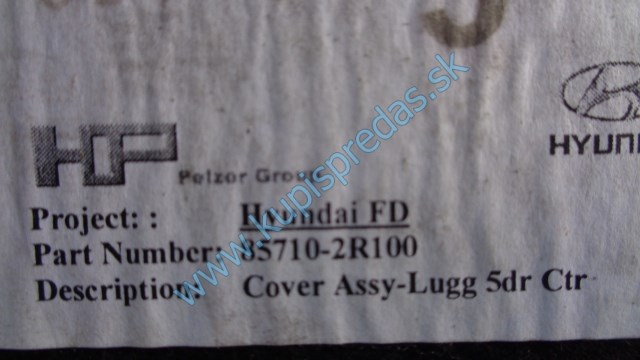 HP
Pelzer Group
HYUN
Project: : Hyundai FD
Part Number: 85710-2R100
Description: Cover Assy-Lugg 5dr Ctr
www.kupispredas.sk